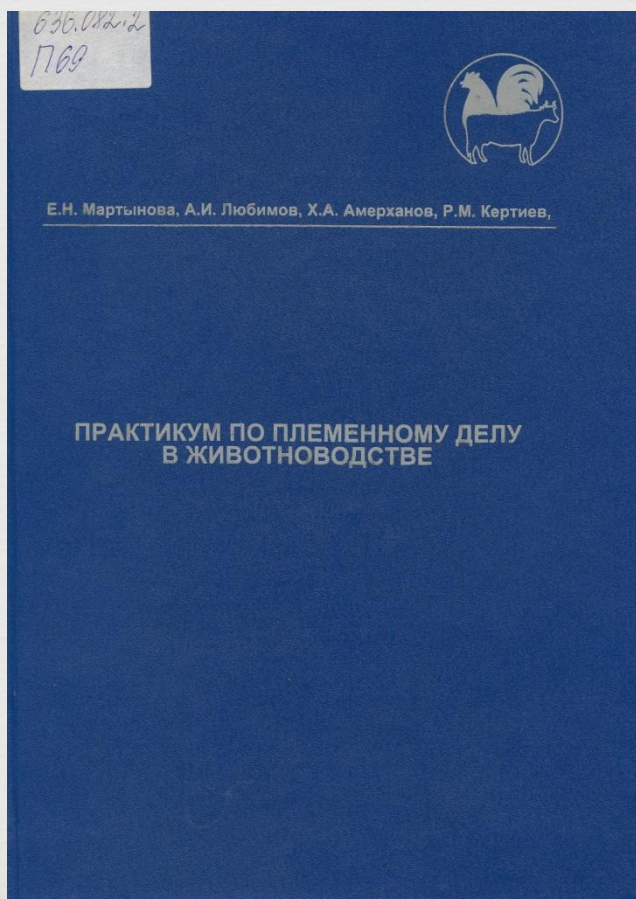 636.082.2
П69
Е.Н. Мартынова, А.И. Любимов, Х.А. Амерханов, Р.М. Кертиев,
ПРАКТИКУМ ПО ПЛЕМЕННОМУ ДЕЛУ
В ЖИВОТНОВОДСТВЕ